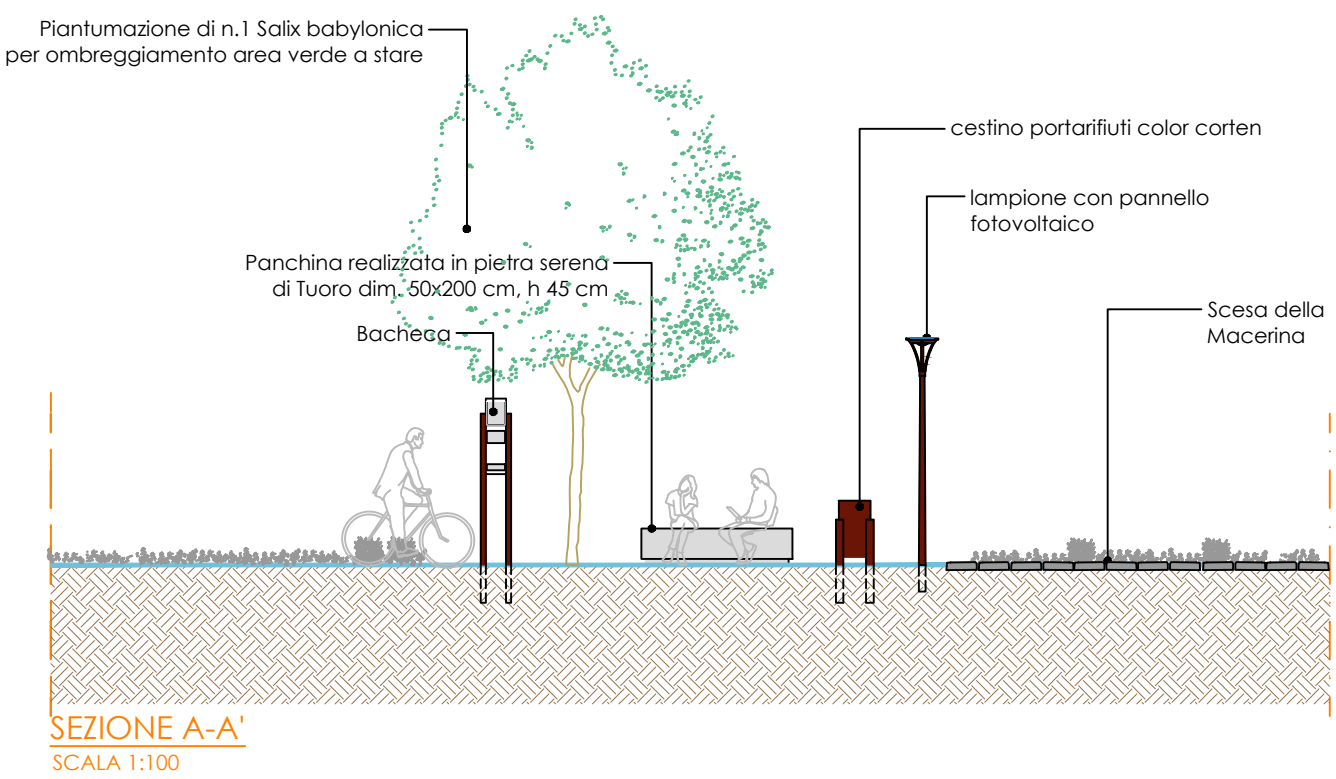 Piantumazione di n.1 Salix babylonica
per ombreggiamento area verde a stare
cestino portarifiuti color corten
lampione con pannello
fotovoltaico
Panchina realizzata in pietra serena
di Tuoro dim. 50x200 cm, h 45 cm
Bacheca
Scesa della
Macerina
SEZIONE A-A'
SCALA 1:100